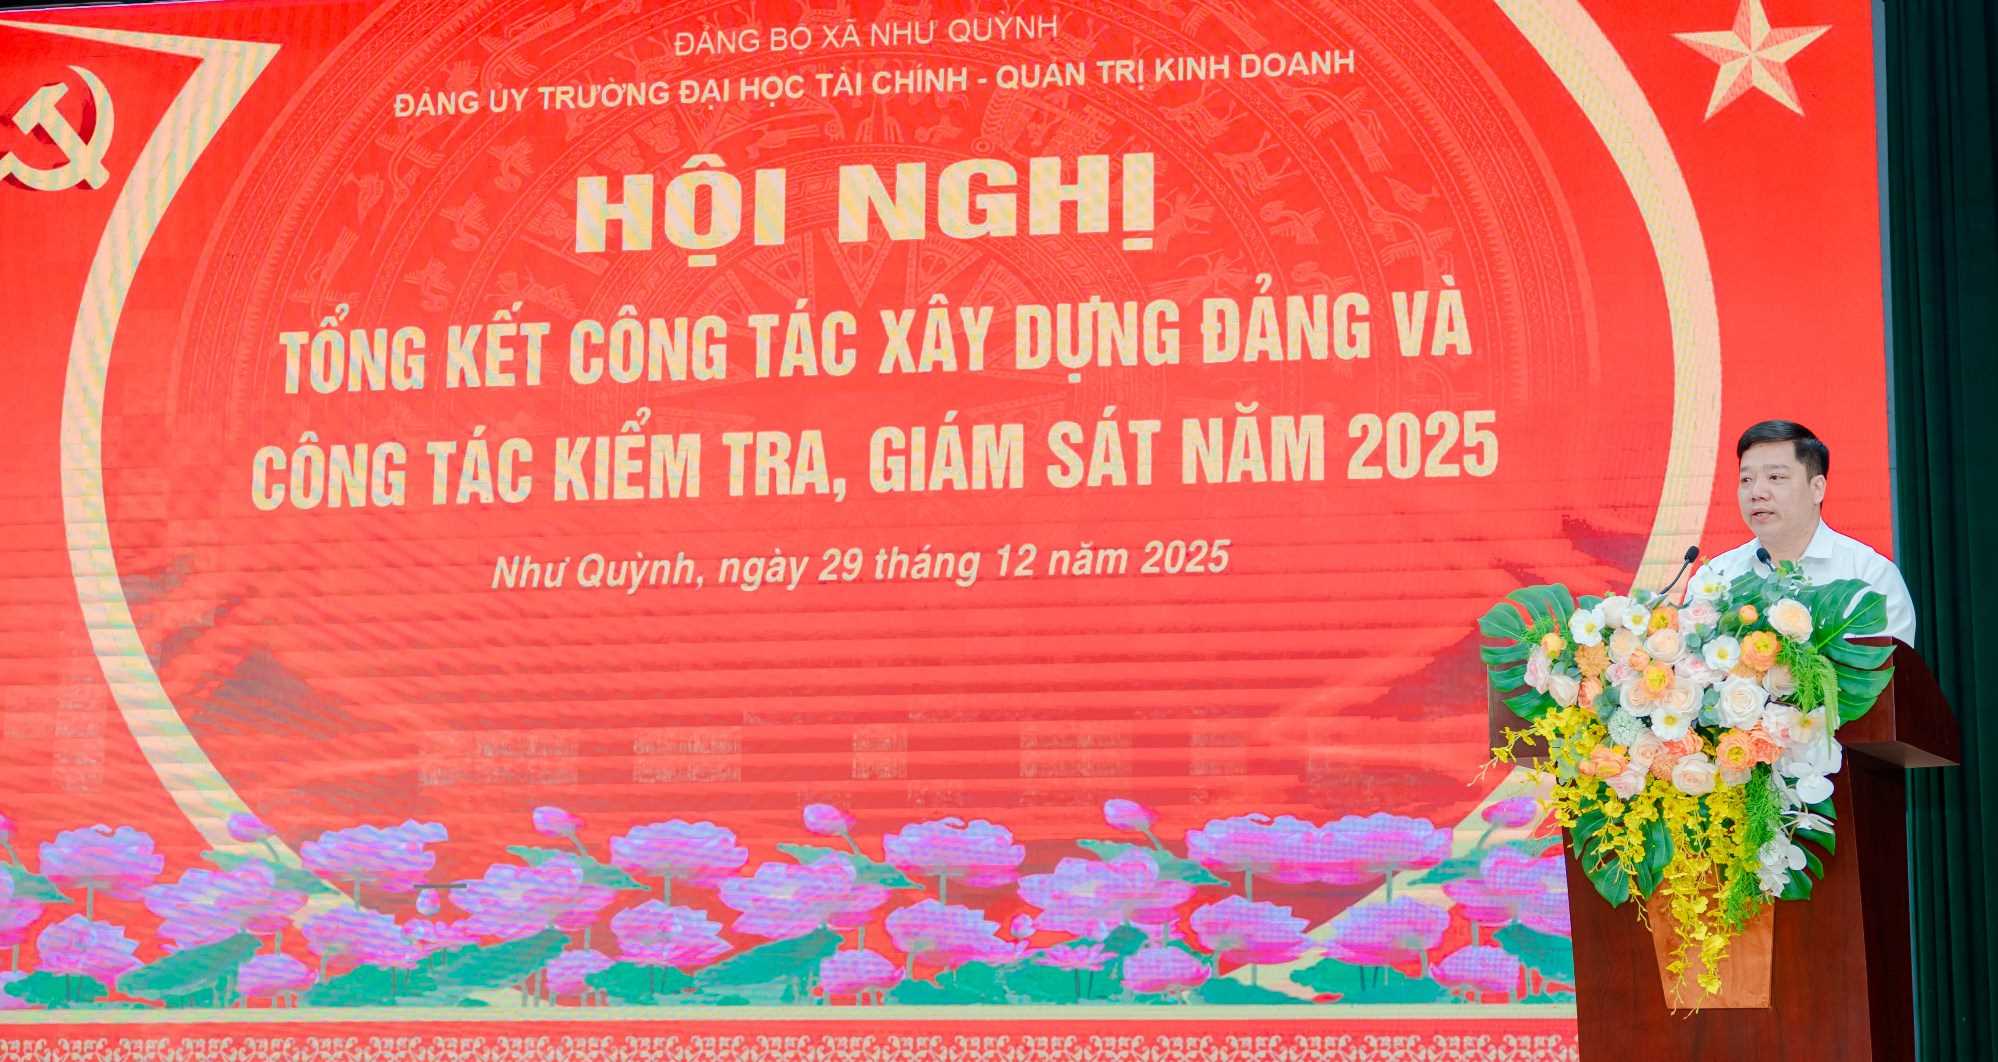 ĐẢNG BỘ XÃ NHƯ QUỲNH
ĐẢNG UỶ TRƯỜNG ĐẠI HỌC TÀI CHÍNH - QUẢN TRỊ KINH DOANH
HỘI NGHỊ
TỔNG KẾT CÔNG TÁC XÂY DỰNG ĐẢNG VÀ
CÔNG TÁC KIỂM TRA, GIÁM SÁT NĂM 2025
Như Quỳnh, ngày 29 tháng 12 năm 2025